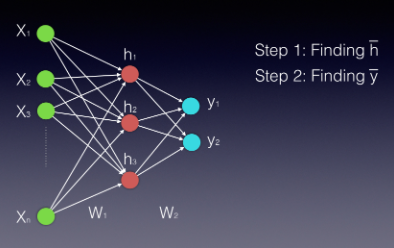 X₁
X₂
X₃
Xₙ
h₁
h₂
h₃
y₁
y₂
W₁
W₂
Step 1: Finding h̅
Step 2: Finding y̅